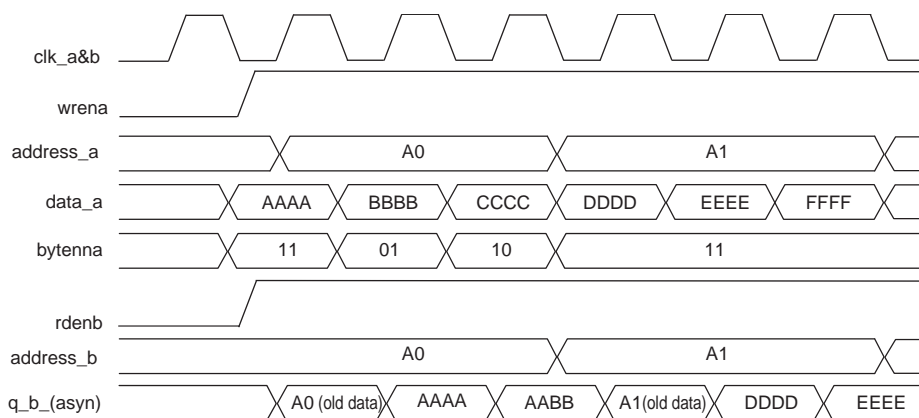 clk_a&b
wrena
address_a A0 A1
data_a AAAA BBBB CCCC DDDD EEEE FFFF
bytenna 11 01 10 11
rdenb
address_b A0 A1
q_b_(asyn) A0 (old data) AAAA AABB A1(old data) DDDD EEEE